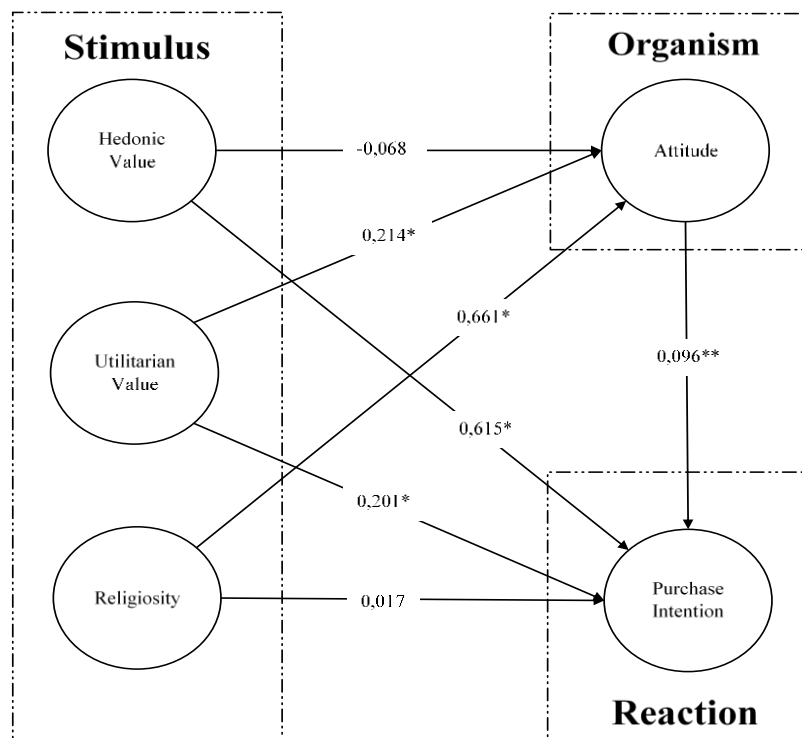 Stimulus
Organism
Hedonic
Value
-0,068
Attitude
0,214*
0,661*
Utilitarian
Value
0,096**
0,615*
0,201*
Religiosity
0,017
Purchase
Intention
Reaction